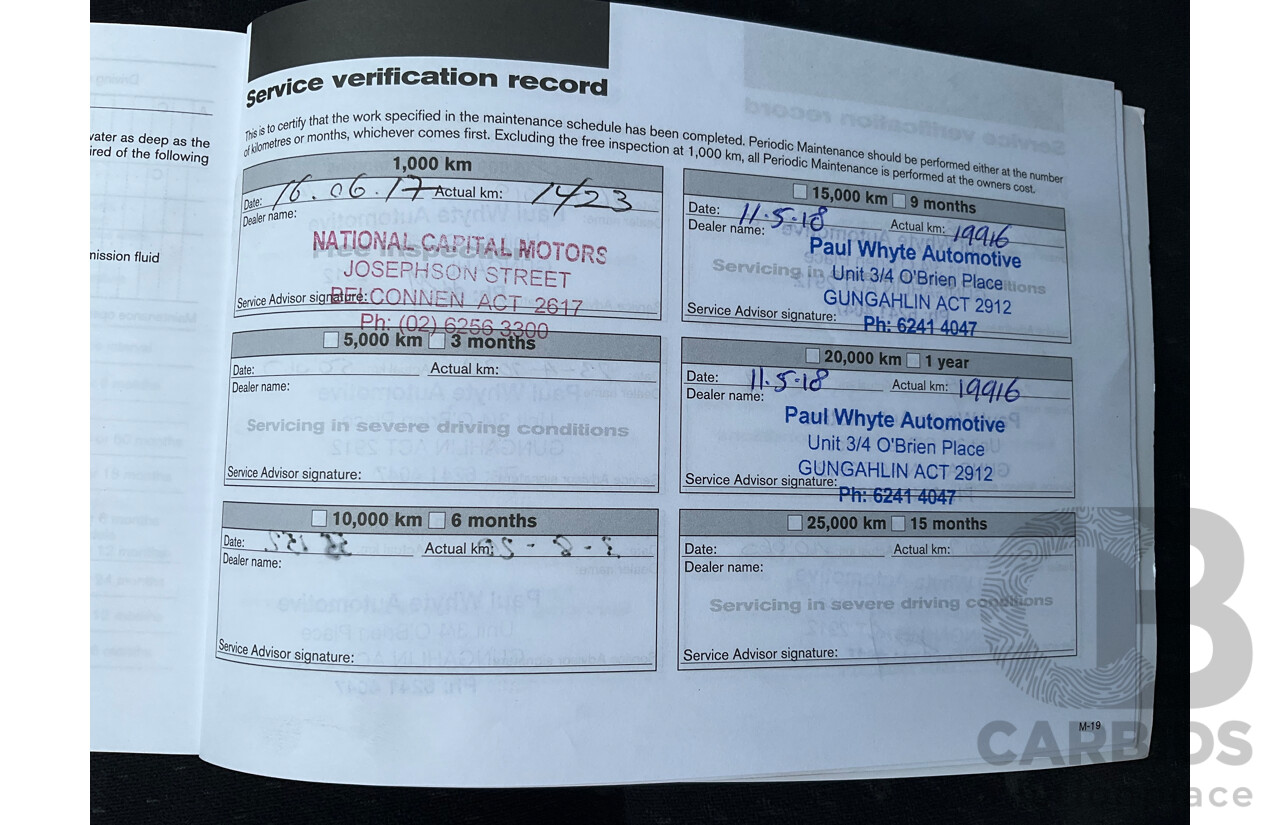 vater as deep as the
ired of the following
nission fluid
Service verification record
This is to certify that the work specified in the maintenance schedule has been completed. Periodic Maintenance should be performed either at the number
of kilometres or months, whichever comes first. Excluding the free inspection at 1,000 km, all Periodic Maintenance is performed at the owners cost.
1,000 km
Date: 16.06.17 Actual km: 1423
Dealer name:
Free Inspection
NATIONAL CAPITAL MOTORS
JOSEPHSON STREET
BELCONNEN ACT 2617
Ph: (02) 6256 3300
Service Advisor signature:
5,000 km 3 months
Date: Actual km:
Dealer name:
Servicing in severe driving conditions
Service Advisor signature:
10,000 km 6 months
Date: Actual km:
Dealer name:
Service Advisor signature:
15,000 km 9 months
Date: 11.5.18 Actual km: 19916
Dealer name:
Paul Whyte Automotive
Servicing in
Unit 3/4 O'Brien Place
GUNGAHLIN ACT 2912
Service Advisor signature:
Ph: 6241 4047
20,000 km 1 year
Date: 11.5.18 Actual km: 19916
Dealer name:
Paul Whyte Automotive
Unit 3/4 O'Brien Place
GUNGAHLIN ACT 2912
Service Advisor signature:
Ph: 6241 4047
25,000 km 15 months
Date: Actual km:
Dealer name:
Servicing in severe driving conditions
Service Advisor signature:
M-19
CB